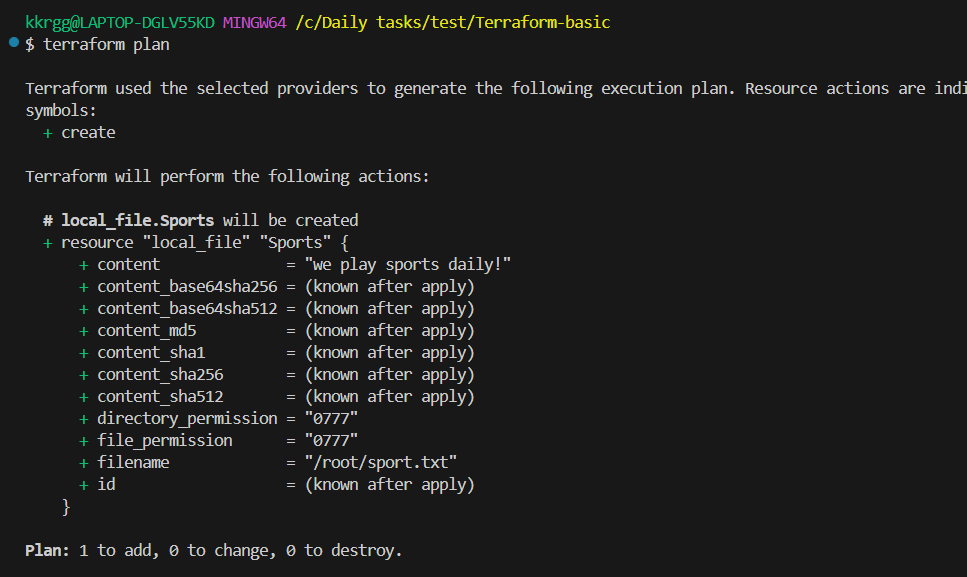 kkrgg@LAPTOP-DGLV55KD MINGW64 /c/Daily tasks/test/Terraform-basic
$ terraform plan
Terraform used the selected providers to generate the following execution plan. Resource actions are
symbols:
+ create
Terraform will perform the following actions:
# local_file.Sports will be created
+ resource "local_file" "Sports" {
+ content = "we play sports daily!"
+ content_base64sha256 = (known after apply)
+ content_base64sha512 = (known after apply)
+ content_md5 = (known after apply)
+ content_sha1 = (known after apply)
+ content_sha256 = (known after apply)
+ content_sha512 = (known after apply)
+ directory_permission = "0777"
+ file_permission = "0777"
+ filename = "/root/sport.txt"
+ id = (known after apply)
}
Plan: 1 to add, 0 to change, 0 to destroy.